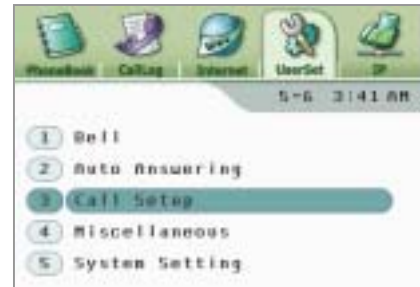 PhoneBook CallLog Internet UserSet IP
5-6 3:41 AM
1 Bell
2 Auto Answering
3 Call Setup
4 Miscellaneous
5 System Setting